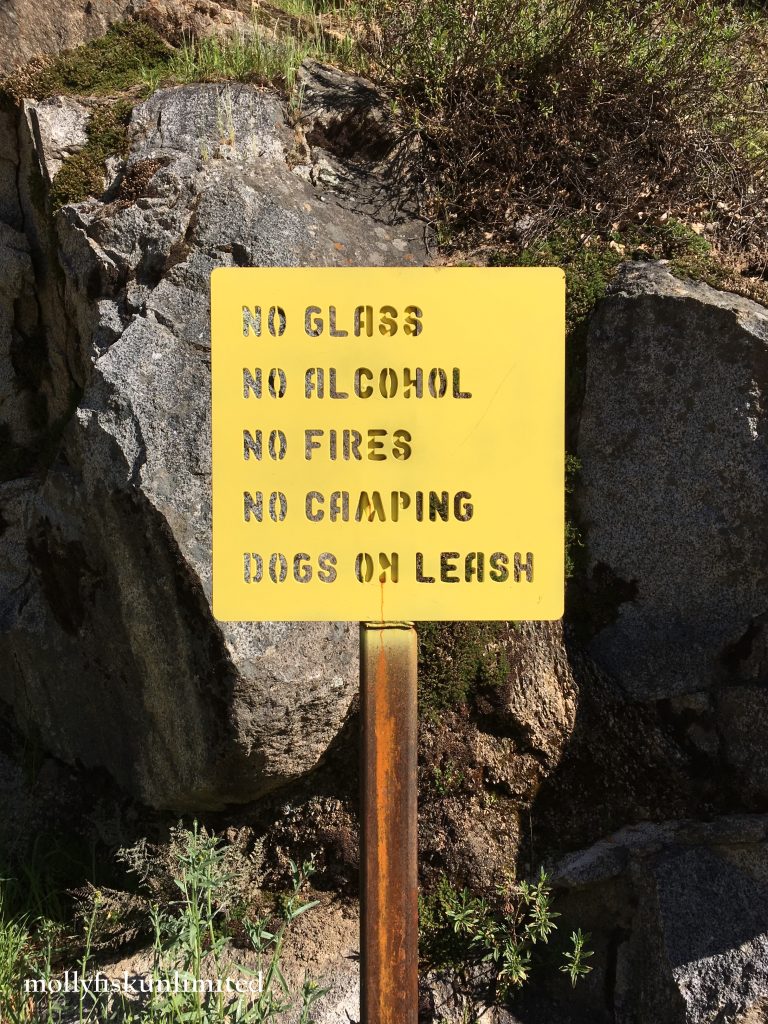 NO GLASS
NO ALCOHOL
NO FIRES
NO CAMPING
DOGS ON LEASH
mollyfiskunlimited